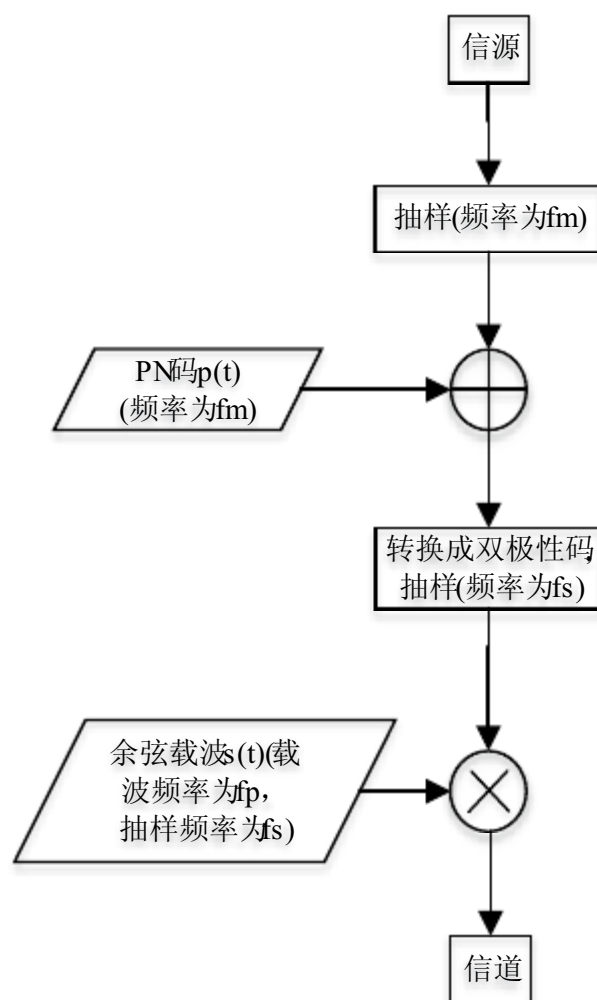 信源
抽样(频率为fm)
PN码p(t)
(频率为fm)
转换成双极性码,
抽样(频率为fs)
余弦载波s(t)(载
波频率为fp,
抽样频率为fs)
信道